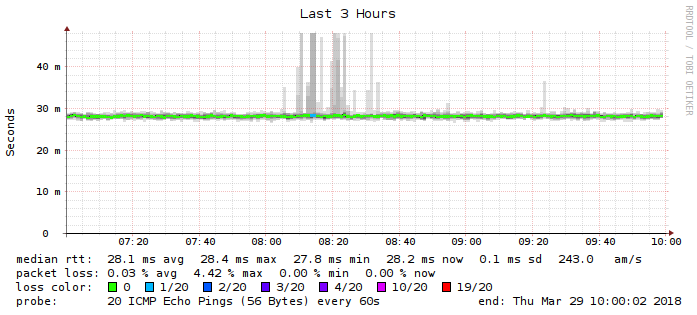 Last 3 Hours
RRDTOOL / TOBI OETIKER
Seconds
40 m
30 m
20 m
10 m
0
07:20 07:40 08:00 08:20 08:40 09:00 09:20 09:40 10:00
median rtt: 28.1 ms avg 28.4 ms max 27.8 ms min 28.2 ms now 0.1 ms sd 243.0 am/s
packet loss: 0.03 % avg 4.42 % max 0.00 % min 0.00 % now
loss color: 0 1/20 2/20 3/20 4/20 10/20 19/20
probe: 20 ICMP Echo Pings (56 Bytes) every 60s end: Thu Mar 29 10:00:02 2018